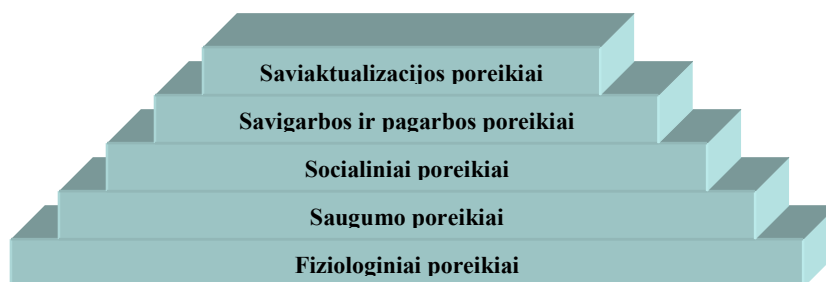 Saviaktualizacijos poreikiai
Savigarbos ir pagarbos poreikiai
Socialiniai poreikiai
Saugumo poreikiai
Fiziologiniai poreikiai